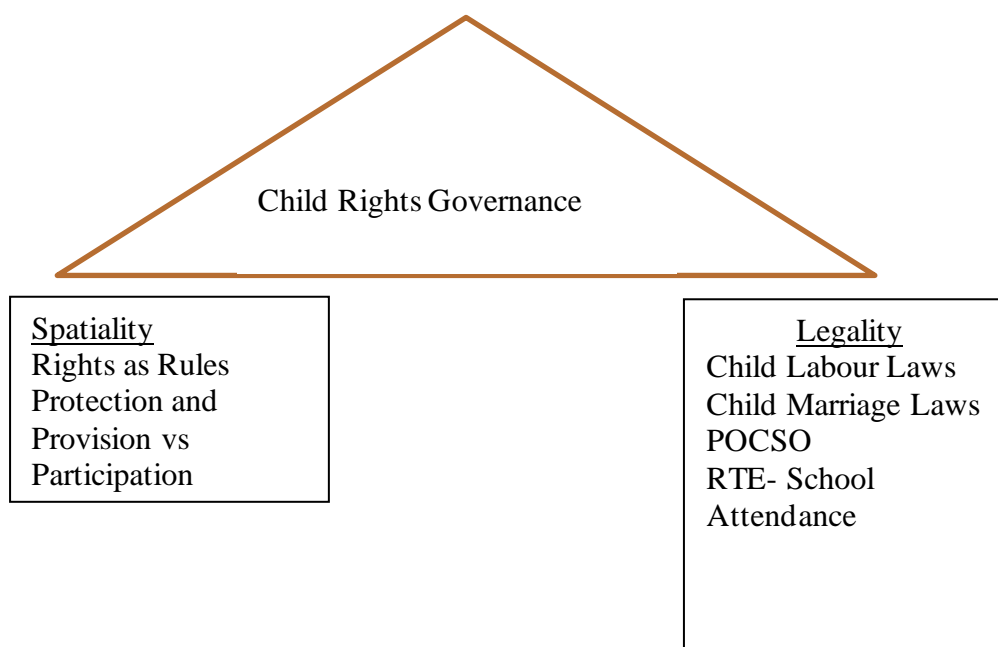 Child Rights Governance
Spatiality
Rights as Rules
Protection and
Provision vs
Participation
Legality
Child Labour Laws
Child Marriage Laws
POCSO
RTE- School
Attendance